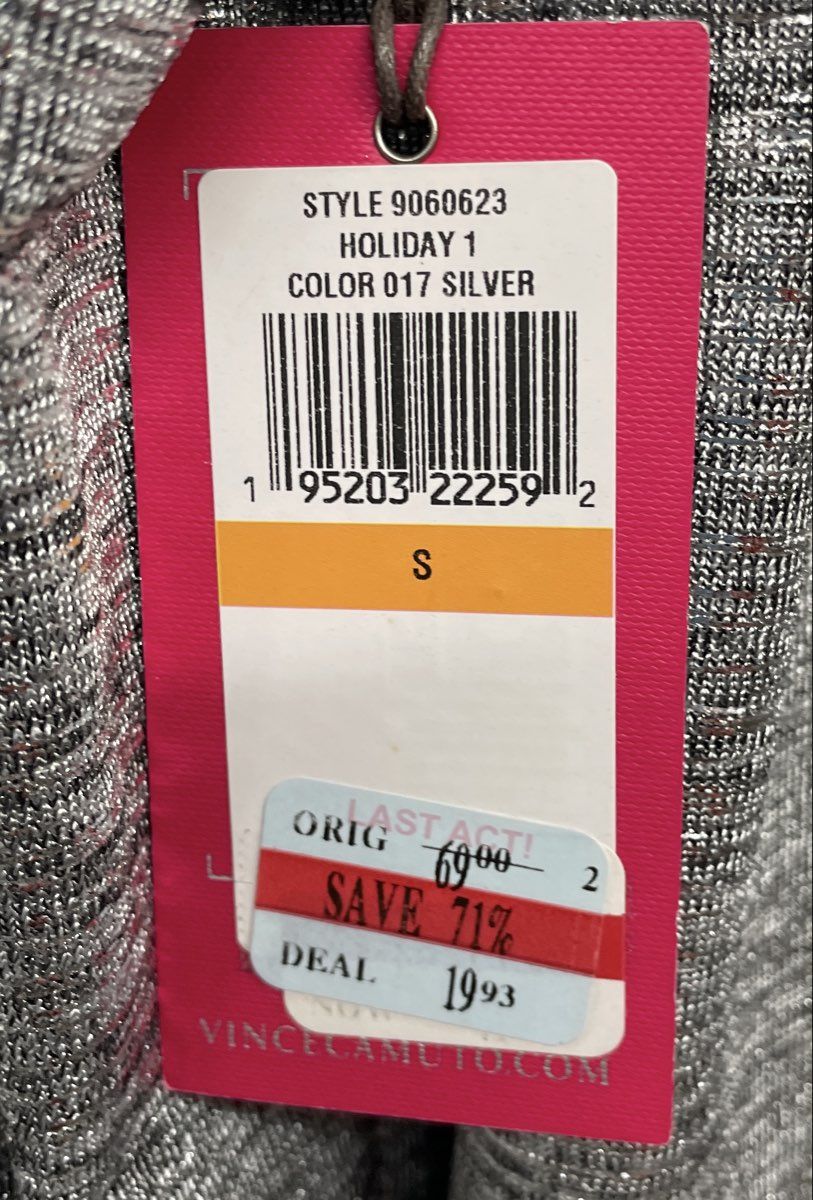 STYLE 9060623
HOLIDAY 1
COLOR 017 SILVER
1 95203 22259 2
S
LAST ACT!
ORIG 69.00 2
SAVE 71%
DEAL 19.93
VINCECAMUTO.COM